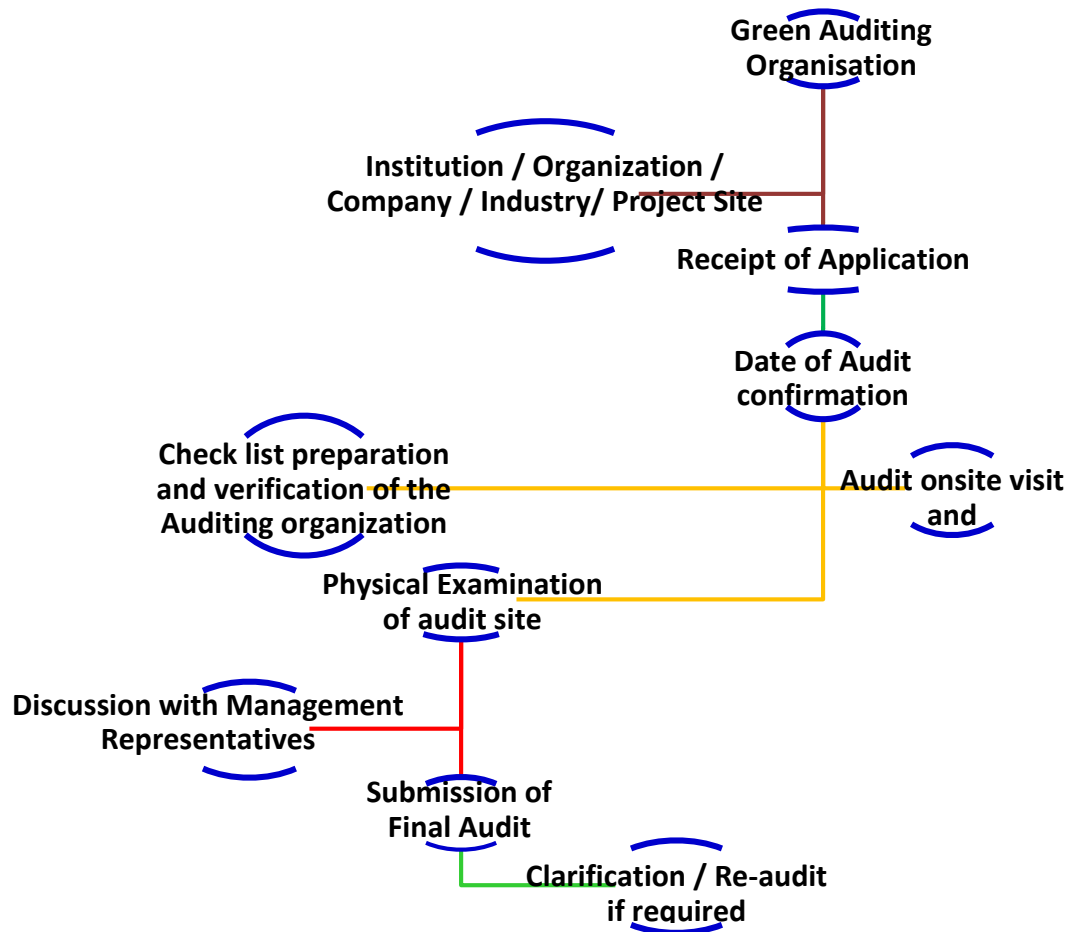 Green Auditing
Organisation
Institution / Organization /
Company / Industry/ Project Site
Receipt of Application
Date of Audit
confirmation
Check list preparation
and verification of the
Auditing organization
Audit onsite visit
and
Physical Examination
of audit site
Discussion with Management
Representatives
Submission of
Final Audit
Clarification / Re-audit
if required